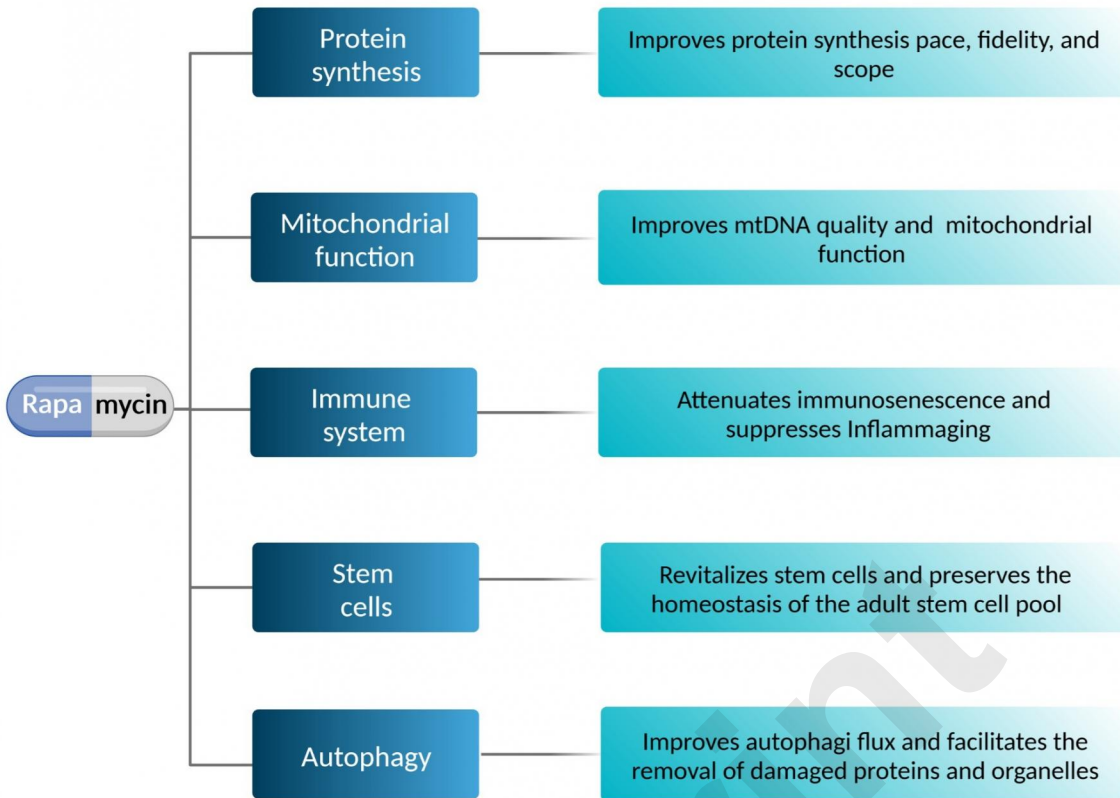 Protein
synthesis
Improves protein synthesis pace, fidelity, and
scope
Mitochondrial
function
Improves mtDNA quality and mitochondrial
function
Rapa mycin
Immune
system
Attenuates immunosenescence and
suppresses Inflammaging
Stem
cells
Revitalizes stem cells and preserves the
homeostasis of the adult stem cell pool
Autophagy
Improves autophagi flux and facilitates the
removal of damaged proteins and organelles